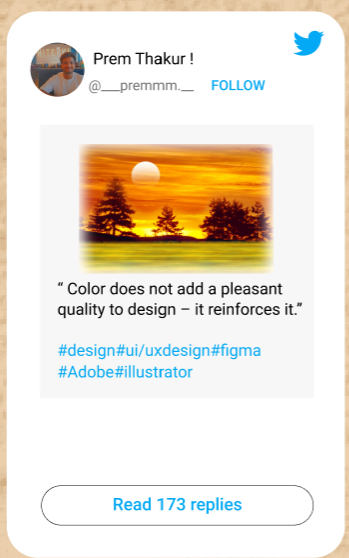 Prem Thakur !
@___premmm.__ FOLLOW
“ Color does not add a pleasant
quality to design – it reinforces it.”
#design#ui/uxdesign#figma
#Adobe#illustrator
Read 173 replies